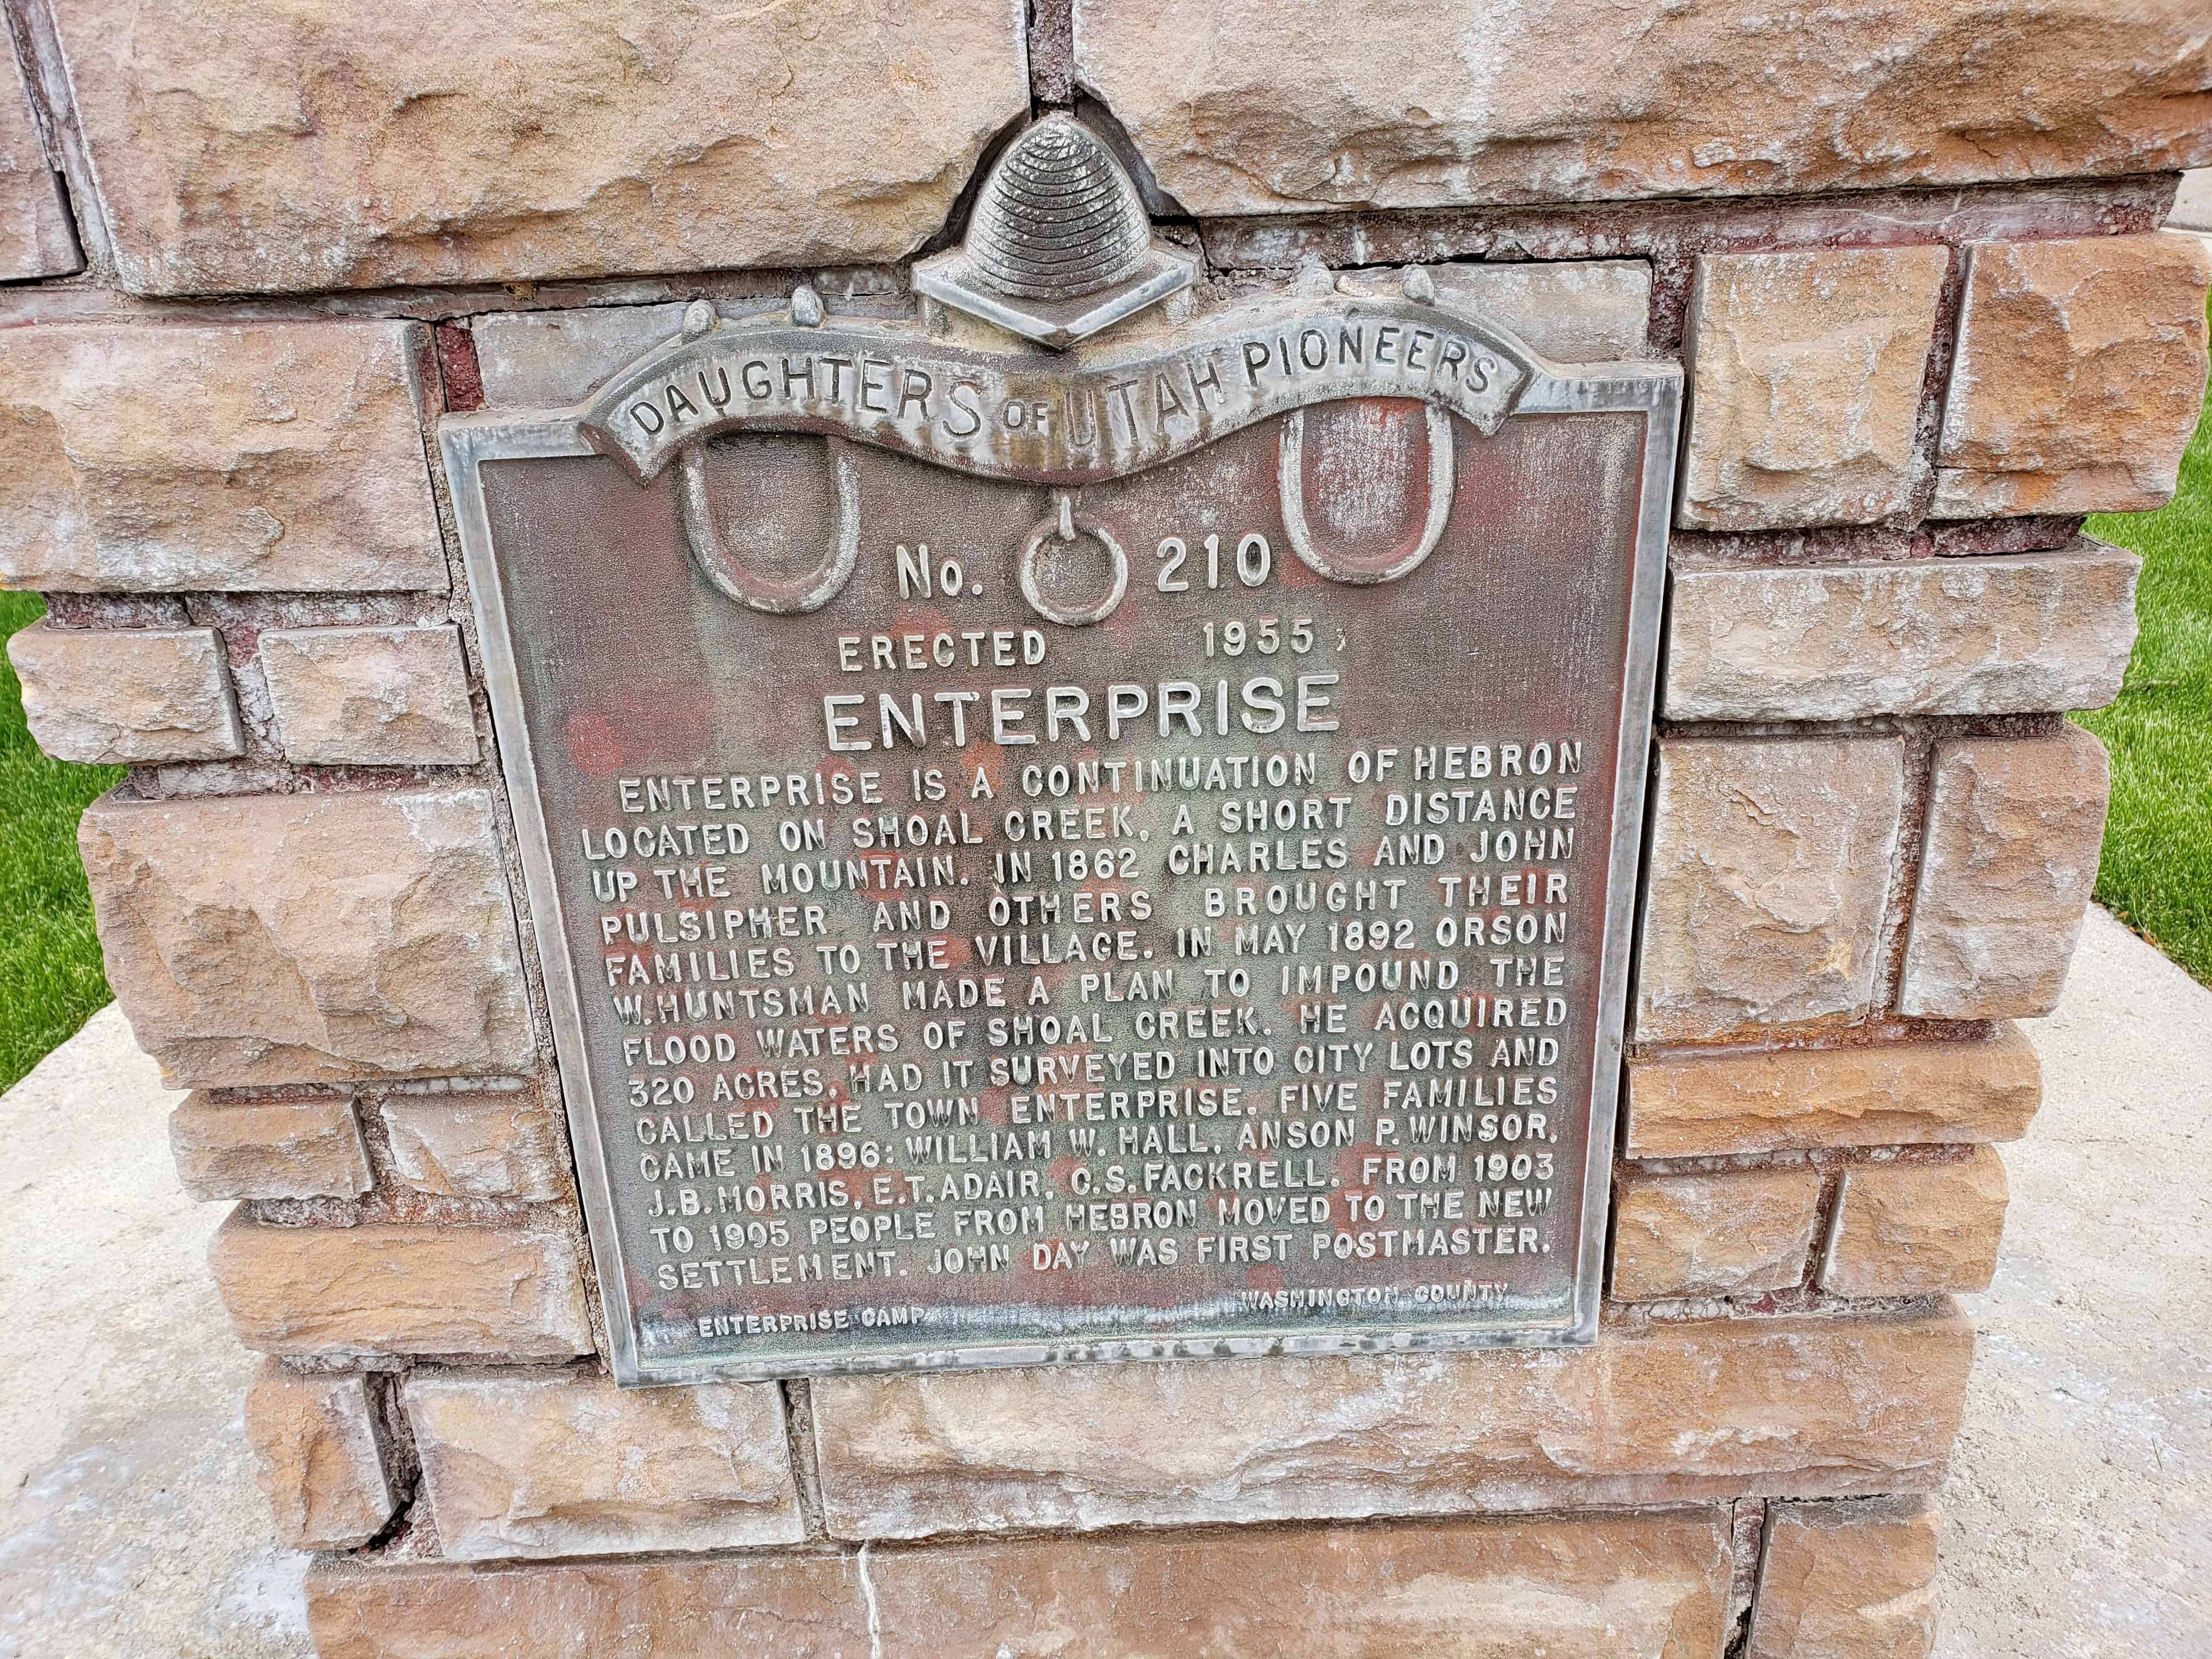 DAUGHTERS OF UTAH PIONEERS
No. 210
ERECTED 1955
ENTERPRISE
ENTERPRISE IS A CONTINUATION OF HEBRON
LOCATED ON SHOAL CREEK, A SHORT DISTANCE
UP THE MOUNTAIN. IN 1862 CHARLES AND JOHN
PULSIPHER AND OTHERS BROUGHT THEIR
FAMILIES TO THE VILLAGE. IN MAY 1892 ORSON
W. HUNTSMAN MADE A PLAN TO IMPOUND THE
FLOOD WATERS OF SHOAL CREEK. HE ACQUIRED
320 ACRES, HAD IT SURVEYED INTO CITY LOTS AND
CALLED THE TOWN ENTERPRISE. FIVE FAMILIES
CAME IN 1896: WILLIAM W. HALL, ANSON P. WINSOR,
J.B. MORRIS, E.T. ADAIR, C.S. FACKRELL. FROM 1903
TO 1905 PEOPLE FROM HEBRON MOVED TO THE NEW
SETTLEMENT. JOHN DAY WAS FIRST POSTMASTER.
ENTERPRISE CAMP WASHINGTON COUNTY